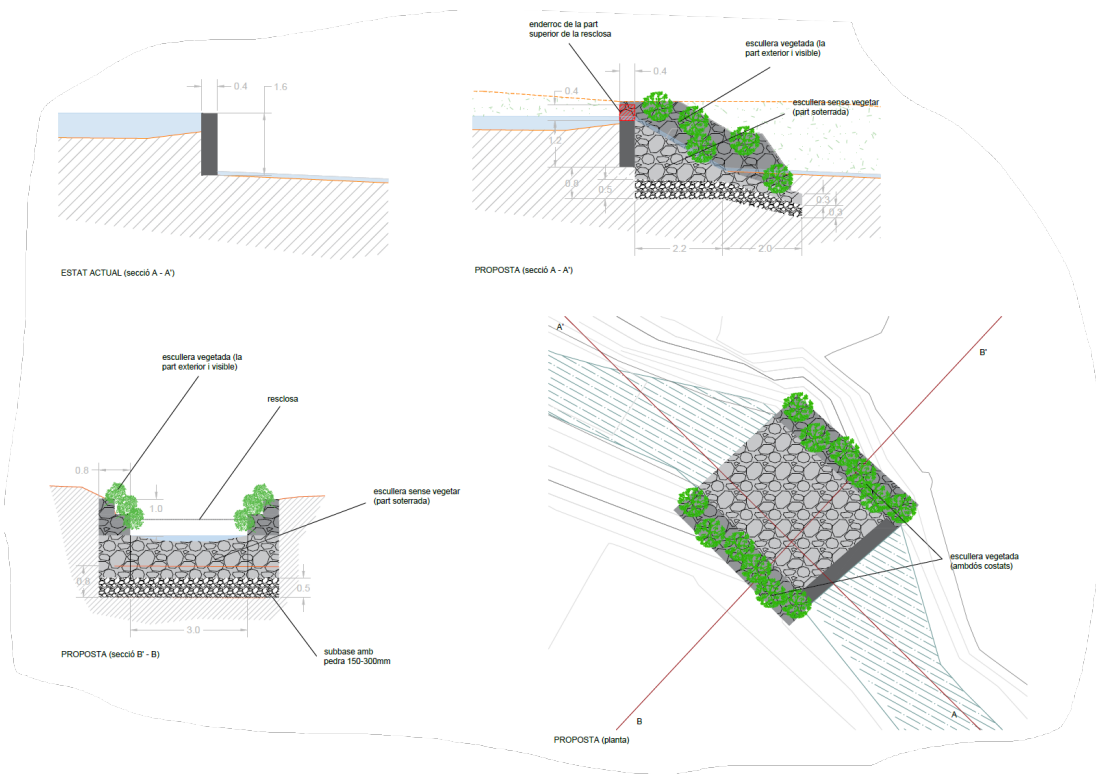 enderroc de la part
superior de la resclosa
escullera vegetada (la
part exterior i visible)
escullera sense vegetar
(part soterrada)
0.4
1.6
ESTAT ACTUAL (secció A - A')
0.4
0.4
1.2
0.8
0.5
0.3
0.3
2.2
2.0
PROPOSTA (secció A - A')
escullera vegetada (la
part exterior i visible)
resclosa
escullera sense vegetar
(part soterrada)
0.8
1.0
0.8
0.5
3.0
subbase amb
pedra 150-300mm
PROPOSTA (secció B' - B)
A'
B'
escullera vegetada
(ambdós costats)
B
A
PROPOSTA (planta)